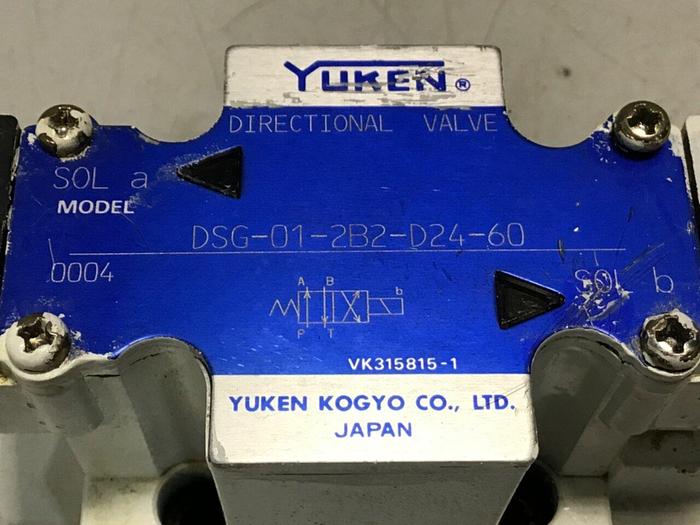 YUKEN®
DIRECTIONAL VALVE
SOL a
MODEL
DSG-01-2B2-D24-60
0004
SOL b
A B
b
P T
VK315815-1
YUKEN KOGYO CO., LTD.
JAPAN